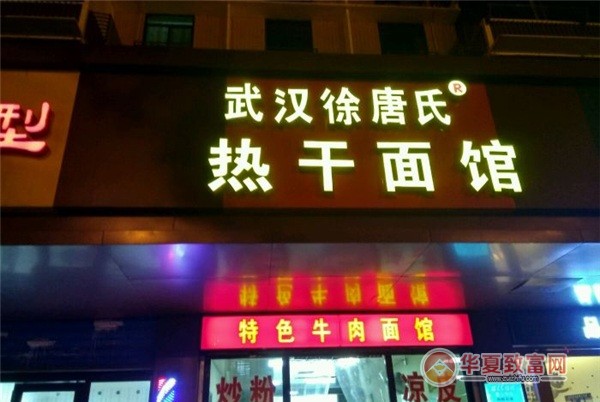 武汉徐唐氏®
热干面馆
型
特色牛肉面馆
炒粉
凉皮
华夏致富网